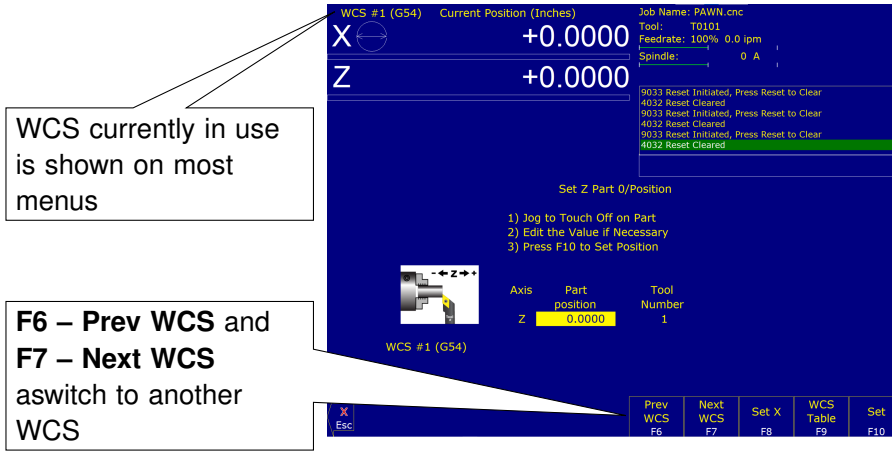 WCS #1 (G54) Current Position (Inches)
X +0.0000
Z +0.0000
Job Name: PAWN.cnc
Tool: T0101
Feedrate: 100% 0.0 ipm
Spindle: 0 A
9033 Reset Initiated, Press Reset to Clear
4032 Reset Cleared
9033 Reset Initiated, Press Reset to Clear
4032 Reset Cleared
9033 Reset Initiated, Press Reset to Clear
4032 Reset Cleared
WCS currently in use
is shown on most
menus
Set Z Part 0/Position
1) Jog to Touch Off on Part
2) Edit the Value if Necessary
3) Press F10 to Set Position
- Z +
Axis Part Tool
position Number
Z 0.0000 1
WCS #1 (G54)
F6 – Prev WCS and
F7 – Next WCS
aswitch to another
WCS
X
Esc
Prev Next Set X WCS Set
WCS WCS Table
F6 F7 F8 F9 F10